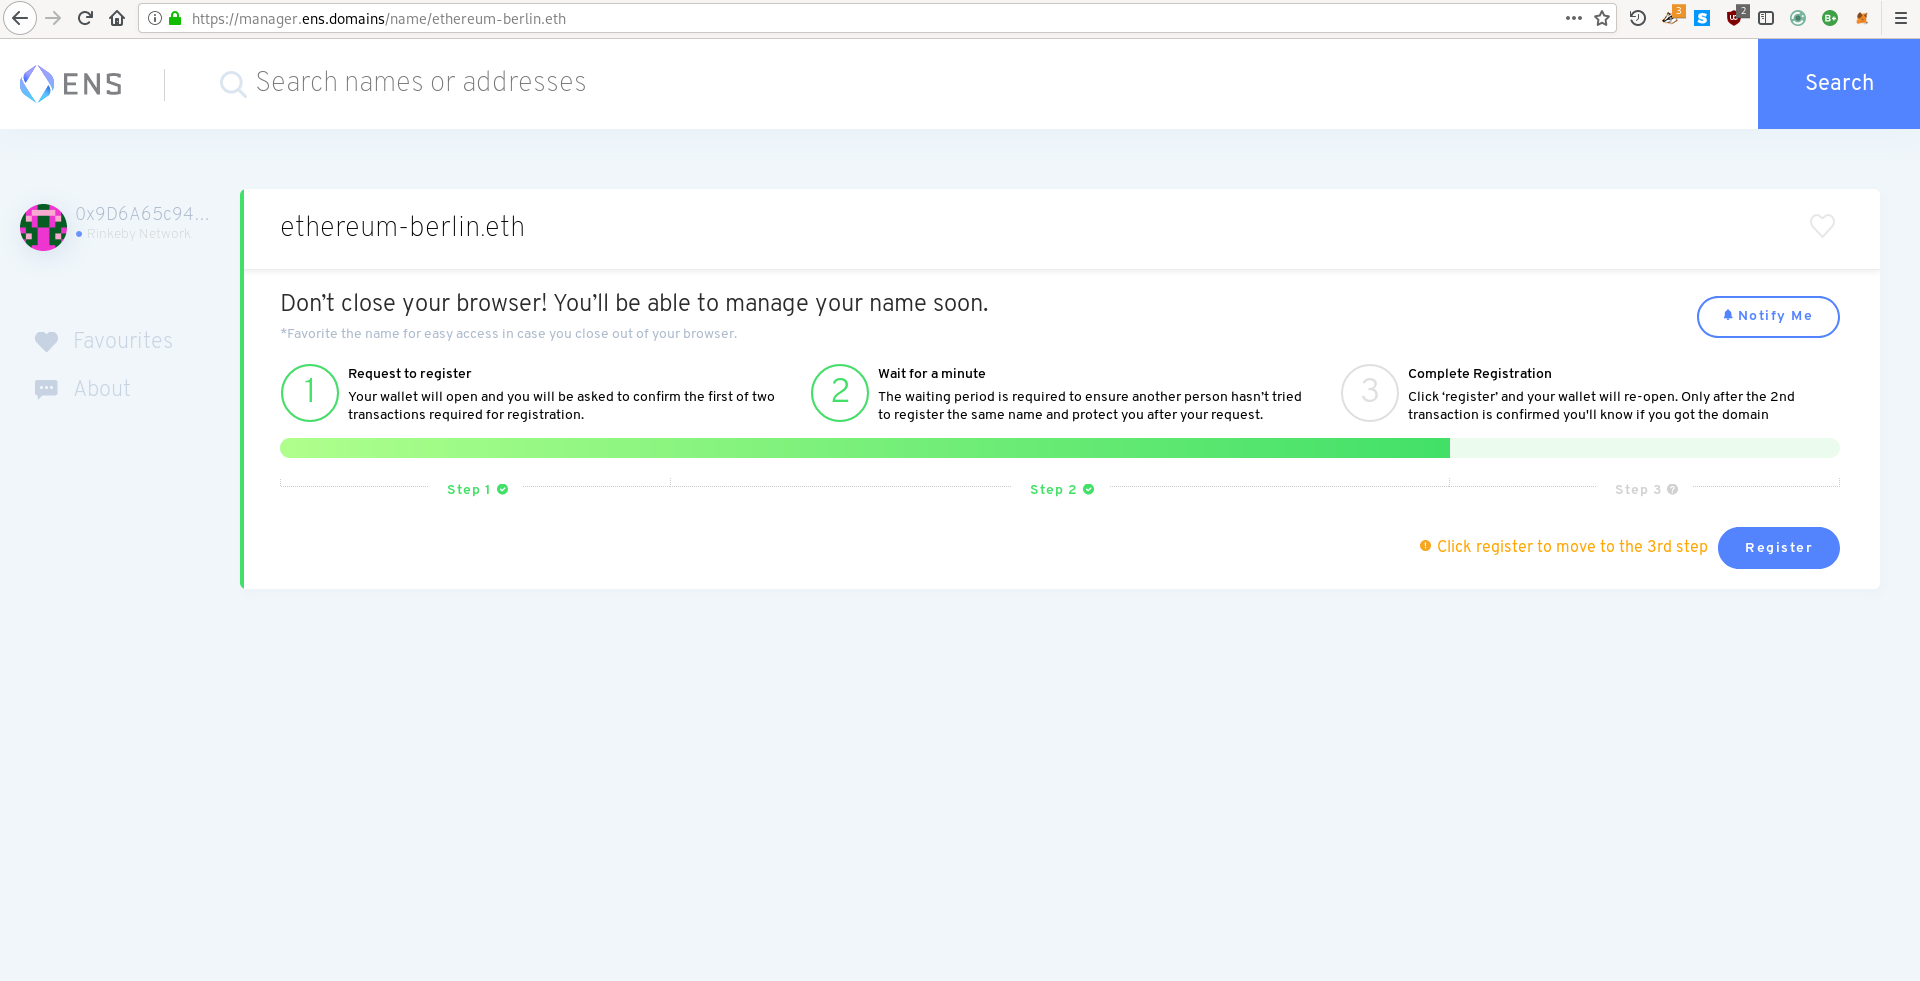 https://manager.ens.domains/name/ethereum-berlin.eth
3
2
ENS
Search names or addresses
Search
0x9D6A65c94...
Rinkeby Network
Favourites
About
ethereum-berlin.eth
Don’t close your browser! You’ll be able to manage your name soon.
*Favorite the name for easy access in case you close out of your browser.
Notify Me
1
Request to register
Your wallet will open and you will be asked to confirm the first of two
transactions required for registration.
2
Wait for a minute
The waiting period is required to ensure another person hasn’t tried
to register the same name and protect you after your request.
3
Complete Registration
Click ‘register’ and your wallet will re-open. Only after the 2nd
transaction is confirmed you'll know if you got the domain
Step 1
Step 2
Step 3
Click register to move to the 3rd step
Register